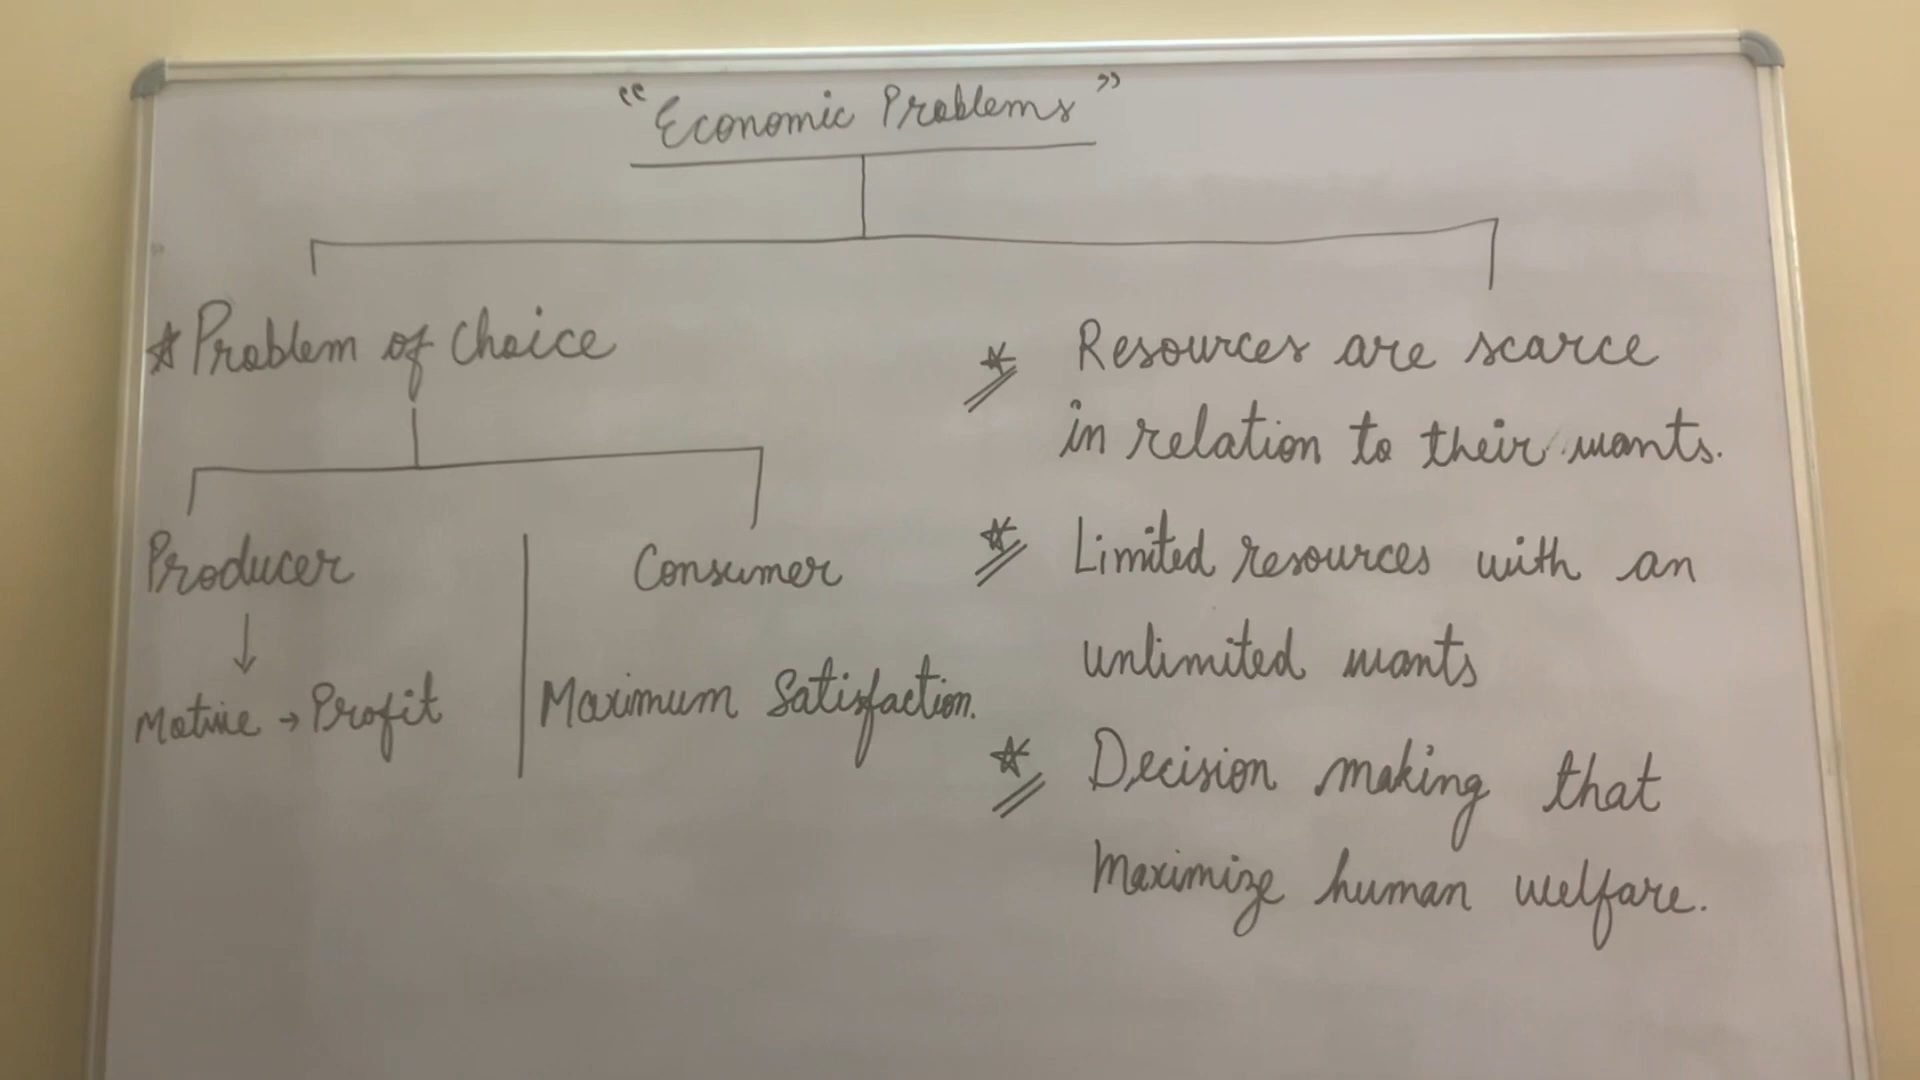 "Economic Problems"
☆ Problem of Choice
Producer
Consumer
Motive → Profit
Maximum Satisfaction.
☆ Resources are scarce
in relation to their wants.
☆ Limited resources with an
unlimited wants
☆ Decision making that
Maximize human welfare.